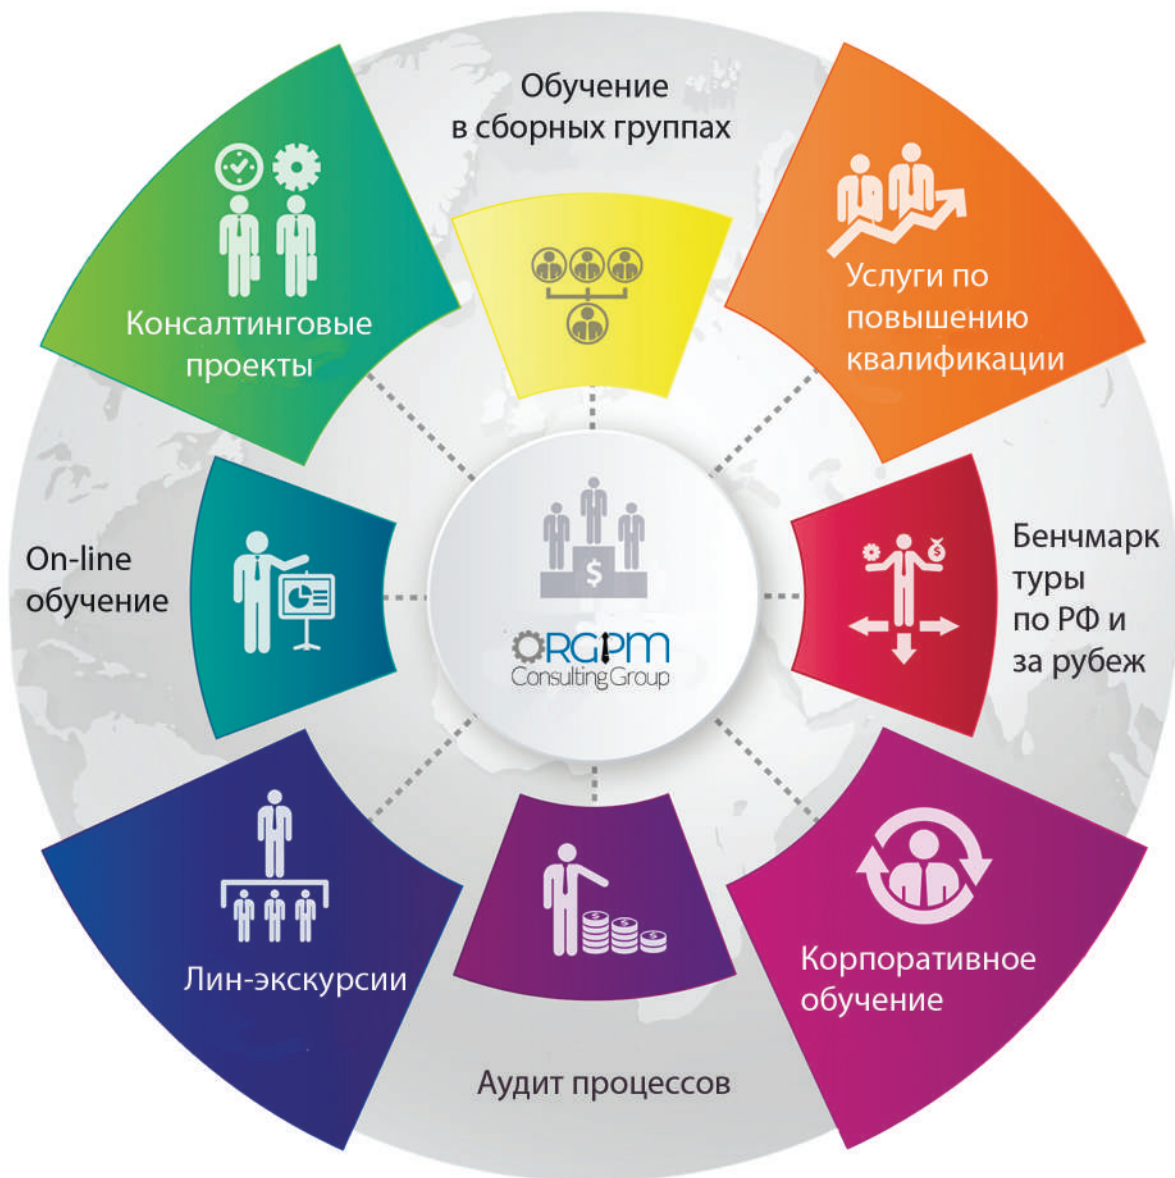 Обучение
в сборных группах
Консалтинговые
проекты
Услуги по
повышению
квалификации
On-line
обучение
Бенчмарк
туры
по РФ и
за рубеж
$
$
ORGPM
Consulting Group
Лин-экскурсии
$
$
$
Корпоративное
обучение
Аудит процессов